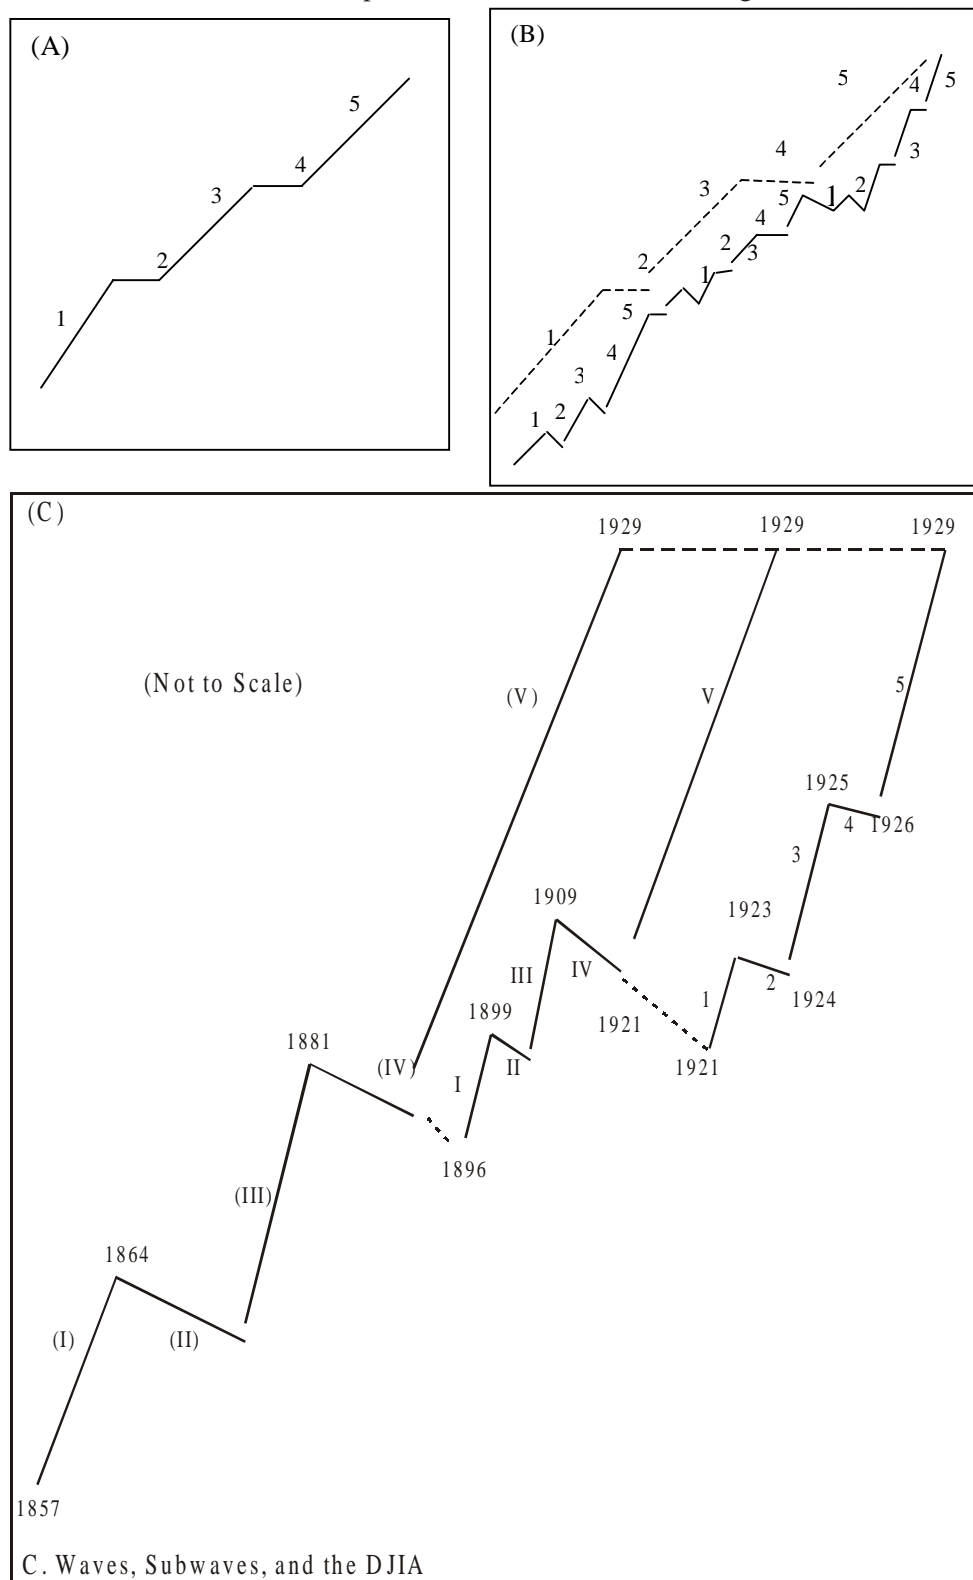 (A)
5
4
3
2
1
(B)
5
4
5
4
3
3
5
1
2
4
2
3
2
1
5
1
4
3
1
2
(C)
1929 1929 1929
(Not to Scale)
(V)
V
5
1925
4 1926
3
1909
1923
III
IV
2
1899
1
1924
1921
1881
(IV)
I
II
1921
1896
(III)
1864
(I)
(II)
1857
C. Waves, Subwaves, and the DJIA